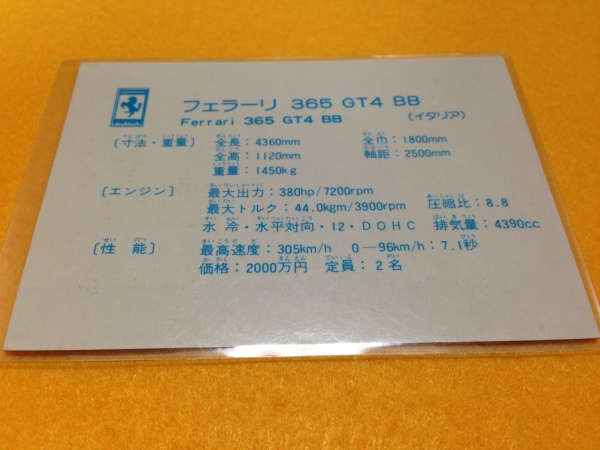 フェラーリ 365 GT4 BB
Ferrari 365 GT4 BB (イタリア)
〔寸法・重量〕 全長：4360mm 全巾：1800mm
全高：1120mm 軸距：2500mm
重量：1450kg
〔エンジン〕 最大出力：380hp/7200rpm
最大トルク：44.0kgm/3900rpm 圧縮比：8.8
水冷・水平対向・12・DOHC 排気量：4390cc
〔性能〕 最高速度：305km/h 0—96km/h：7.1秒
価格：2000万円 定員：2名